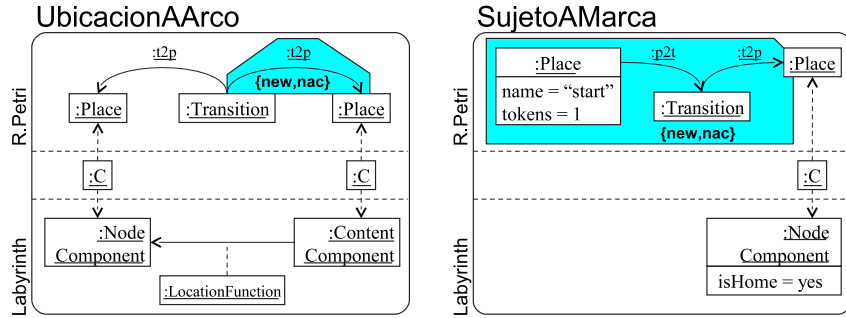 UbicacionAArco
R.Petri
:t2p
:t2p
{new,nac}
:Place
:Transition
:Place
:C
:C
Labyrinth
:Node
Component
:Content
Component
:LocationFunction
SujetoAMarca
R.Petri
:Place
name = “start”
tokens = 1
:p2t
:t2p
:Place
:Transition
{new,nac}
:C
Labyrinth
:Node
Component
isHome = yes